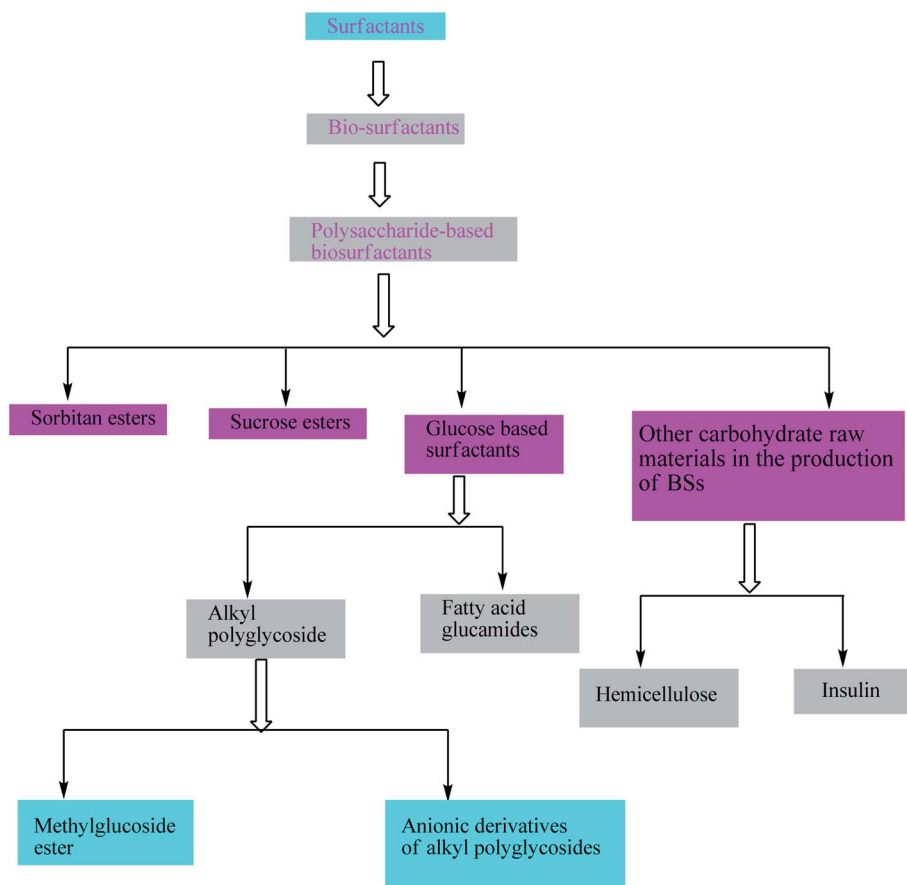 Surfactants
Bio-surfactants
Polysaccharide-based
biosurfactants
Sorbitan esters
Sucrose esters
Glucose based
surfactants
Other carbohydrate raw
materials in the production
of BSs
Alkyl
polyglycoside
Fatty acid
glucamides
Hemicellulose
Insulin
Methylglucoside
ester
Anionic derivatives
of alkyl polyglycosides